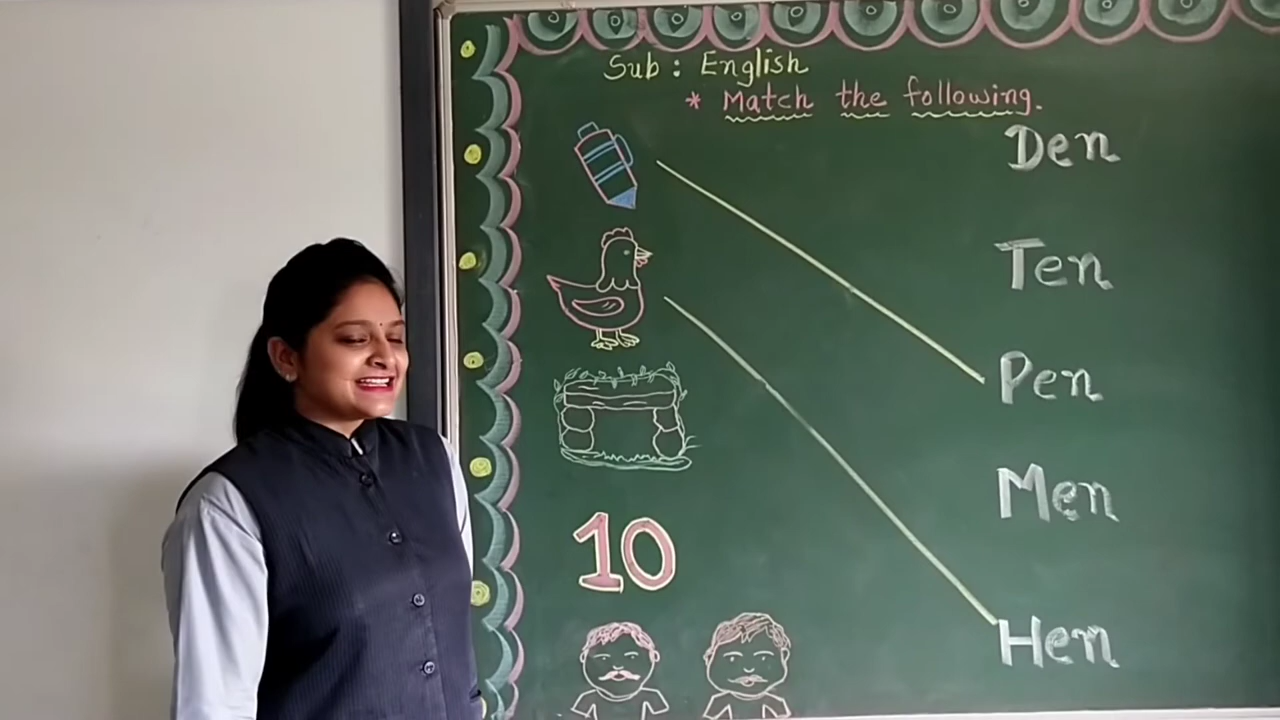 Sub : English
* Match the following.
Den
Ten
Pen
Men
10
Hen